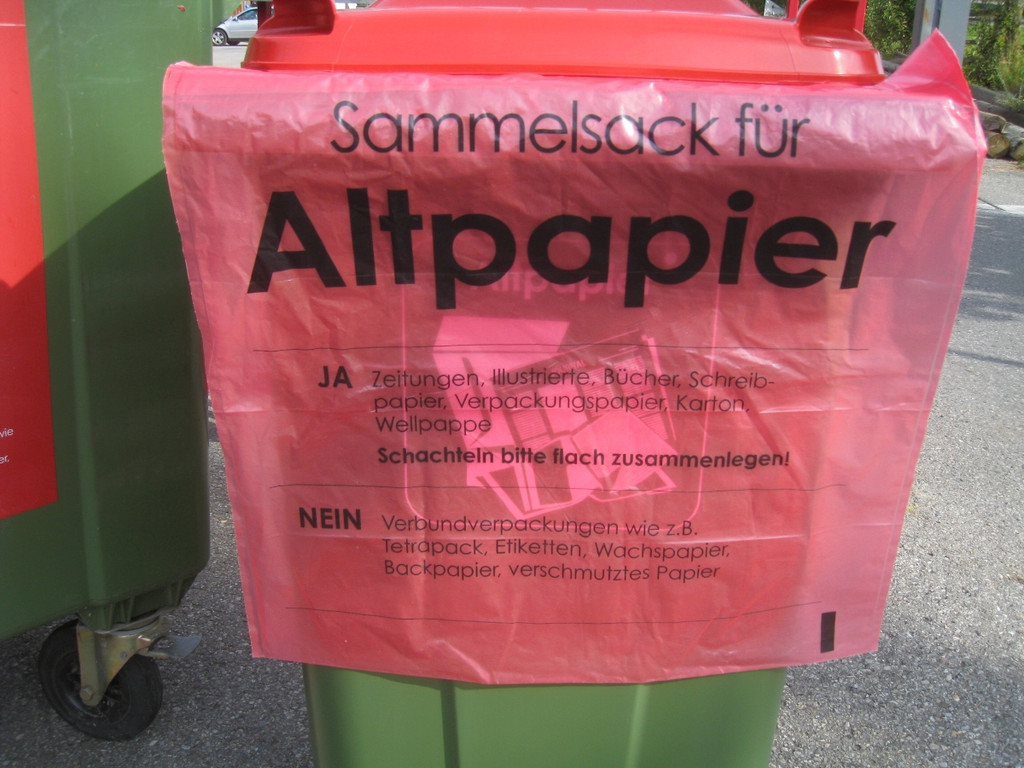 Sammelsack für
Altpapier
JA Zeitungen, Illustrierte, Bücher, Schreib-
papier, Verpackungspapier, Karton,
Wellpappe
Schachteln bitte flach zusammenlegen!
NEIN Verbundverpackungen wie z.B.
Tetrapack, Etiketten, Wachspapier,
Backpapier, verschmutztes Papier